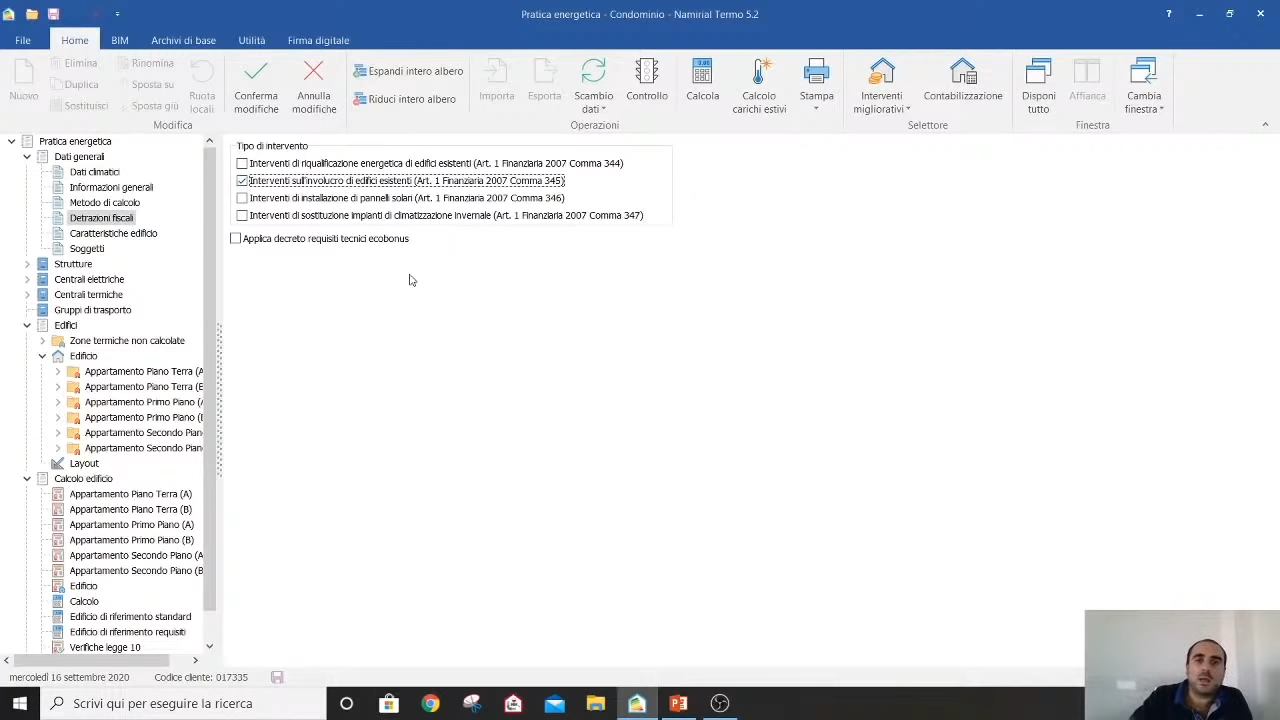 Pratica energetica - Condominio - Namirial Termo 5.2
?
File
Home
BIM
Archivi di base
Utilità
Firma digitale
Nuovo
Elimina
Duplica
Sostituisci
Rinomina
Sposta su
Sposta giù
Ruota locali
Conferma modifiche
Annulla modifiche
Espandi intero albero
Riduci intero albero
Importa
Esporta
Scambio dati
Controllo
Calcola
Calcolo carichi estivi
Stampa
Interventi migliorativi
Contabilizzazione
Disponi tutto
Affianca
Cambia finestra
Modifica
Operazioni
Selettore
Finestra
Pratica energetica
Dati generali
Dati climatici
Informazioni generali
Metodo di calcolo
Detrazioni fiscali
Caratteristiche edificio
Soggetti
Strutture
Centrali elettriche
Centrali termiche
Gruppi di trasporto
Edifici
Zone termiche non calcolate
Edificio
Appartamento Piano Terra (A
Appartamento Piano Terra (B
Appartamento Primo Piano (A
Appartamento Primo Piano (B
Appartamento Secondo Pian
Appartamento Secondo Pian
Layout
Calcolo edificio
Appartamento Piano Terra (A)
Appartamento Piano Terra (B)
Appartamento Primo Piano (A)
Appartamento Primo Piano (B)
Appartamento Secondo Piano (A
Appartamento Secondo Piano (B
Edificio
Calcolo
Edificio di riferimento standard
Edificio di riferimento requisiti
Verifiche legge 10
Tipo di intervento
Interventi di riqualificazione energetica di edifici esistenti (Art. 1 Finanziaria 2007 Comma 344)
Interventi sull'involucro di edifici esistenti (Art. 1 Finanziaria 2007 Comma 345)
Interventi di installazione di pannelli solari (Art. 1 Finanziaria 2007 Comma 346)
Interventi di sostituzione impianti di climatizzazione invernale (Art. 1 Finanziaria 2007 Comma 347)
Applica decreto requisiti tecnici ecobonus
mercoledì 16 settembre 2020
Codice cliente: 017335
Scrivi qui per eseguire la ricerca